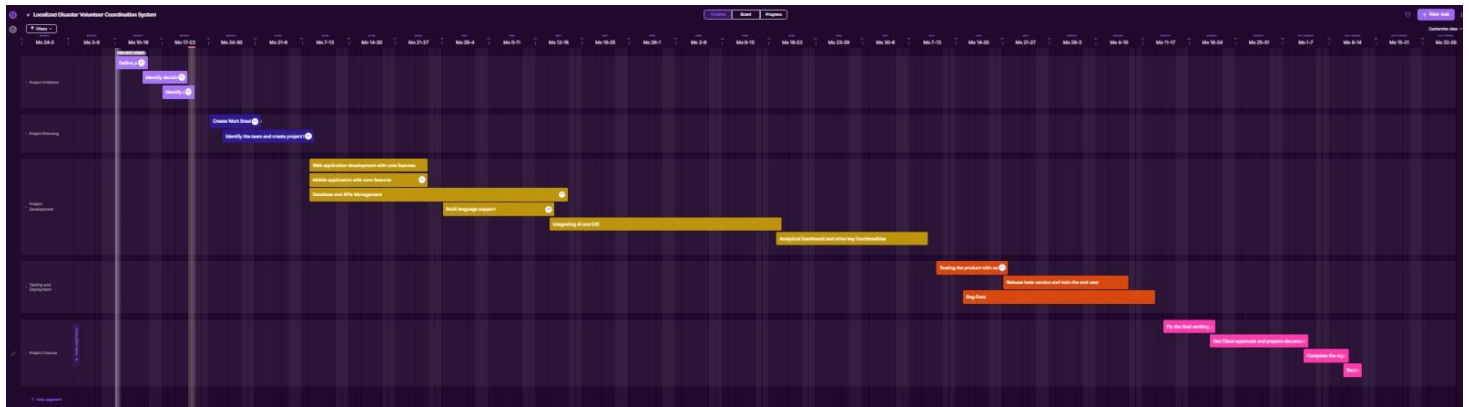 Localized Disaster Volunteer Coordination System
Timeline Board Progress
+ New task
Filters
Customize view
Mo 24-2 Mo 3-9 Mo 10-16 Mo 17-23 Mo 24-30 Mo 31-6 Mo 7-13 Mo 14-20 Mo 21-27 Mo 28-4 Mo 5-11 Mo 12-18 Mo 19-25 Mo 26-1 Mo 2-8 Mo 9-15 Mo 16-22 Mo 23-29 Mo 30-6 Mo 7-13 Mo 14-20 Mo 21-27 Mo 28-3 Mo 4-10 Mo 11-17 Mo 18-24 Mo 25-31 Mo 1-7 Mo 8-14 Mo 15-21 Mo 22-28
Define p
Project Initiation
Identify
Create Work Break
Project Planning
Identify the team and create project
Web application development with core features
Mobile application with core features
Database and APIs Management
Project
Development
Multi language support
Integrating AI and GIS
Analytical Dashboard and other key functionalities
Testing the product with
Testing and
Deployment
Release beta version and train the end user
Bug fixes
Fix the final working
Get Client approvals and prepare
Project Closure
Complete the
+ New segment